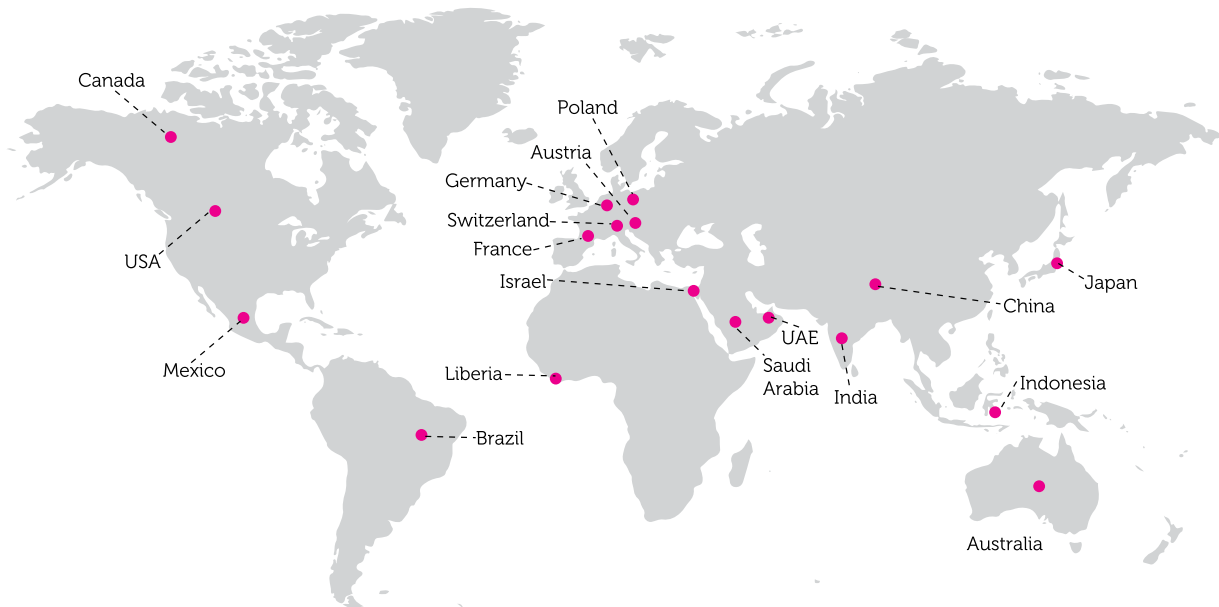 Canada
Poland
Austria
Germany
Switzerland
France
USA
Israel
Japan
China
UAE
Mexico
Liberia
Saudi
Arabia
India
Indonesia
Brazil
Australia